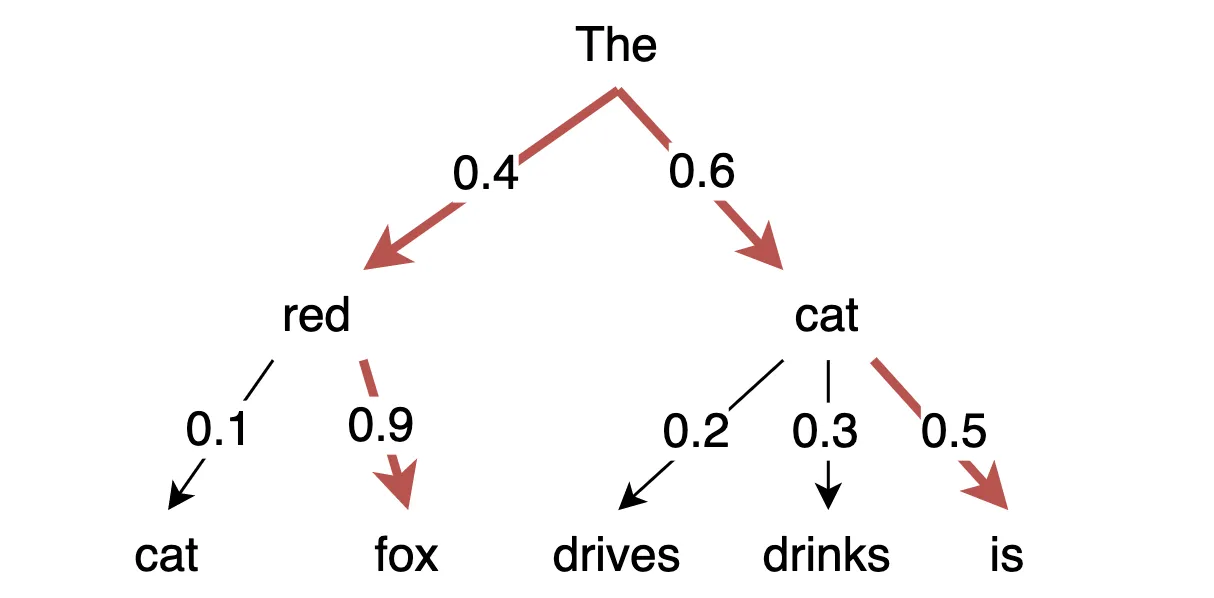 The
0.4 0.6
red cat
0.1 0.9 0.2 0.3 0.5
cat fox drives drinks is